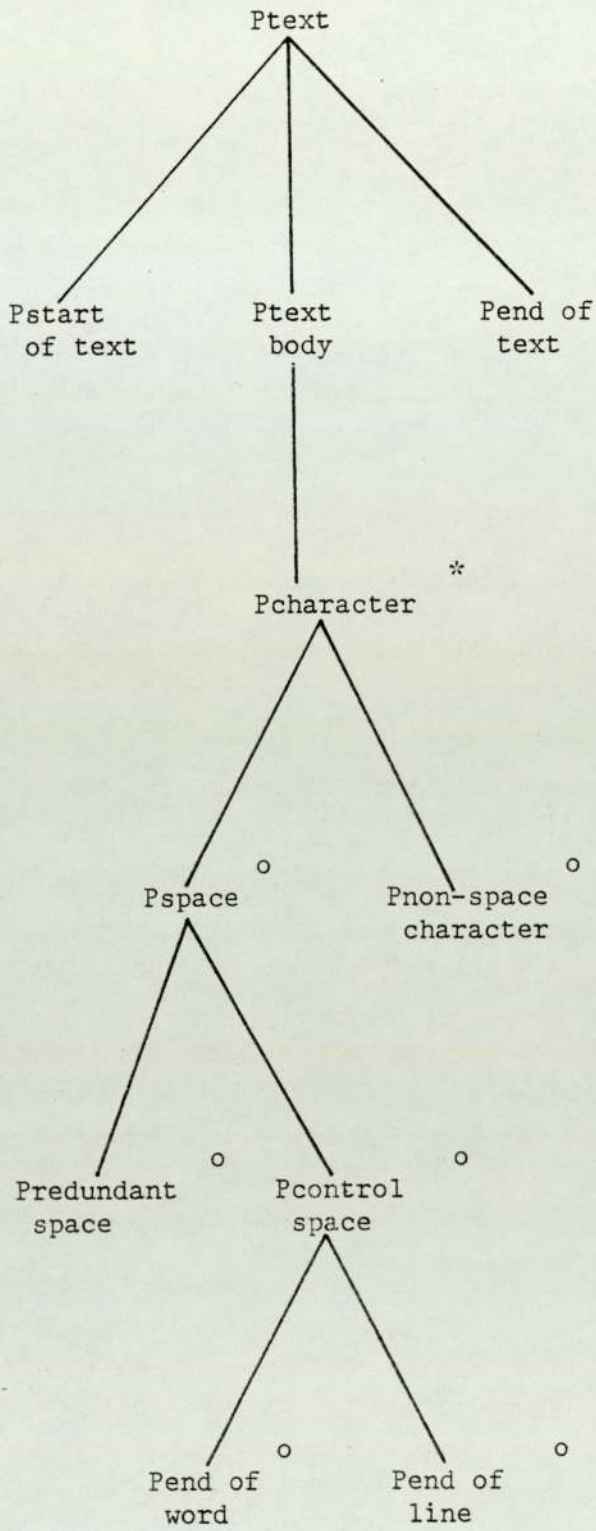 Ptext
Pstart Ptext Pend of
of text body text
*
Pcharacter
o o
Pspace Pnon-space
character
o o
Predundant Pcontrol
space space
o o
Pend of Pend of
word line